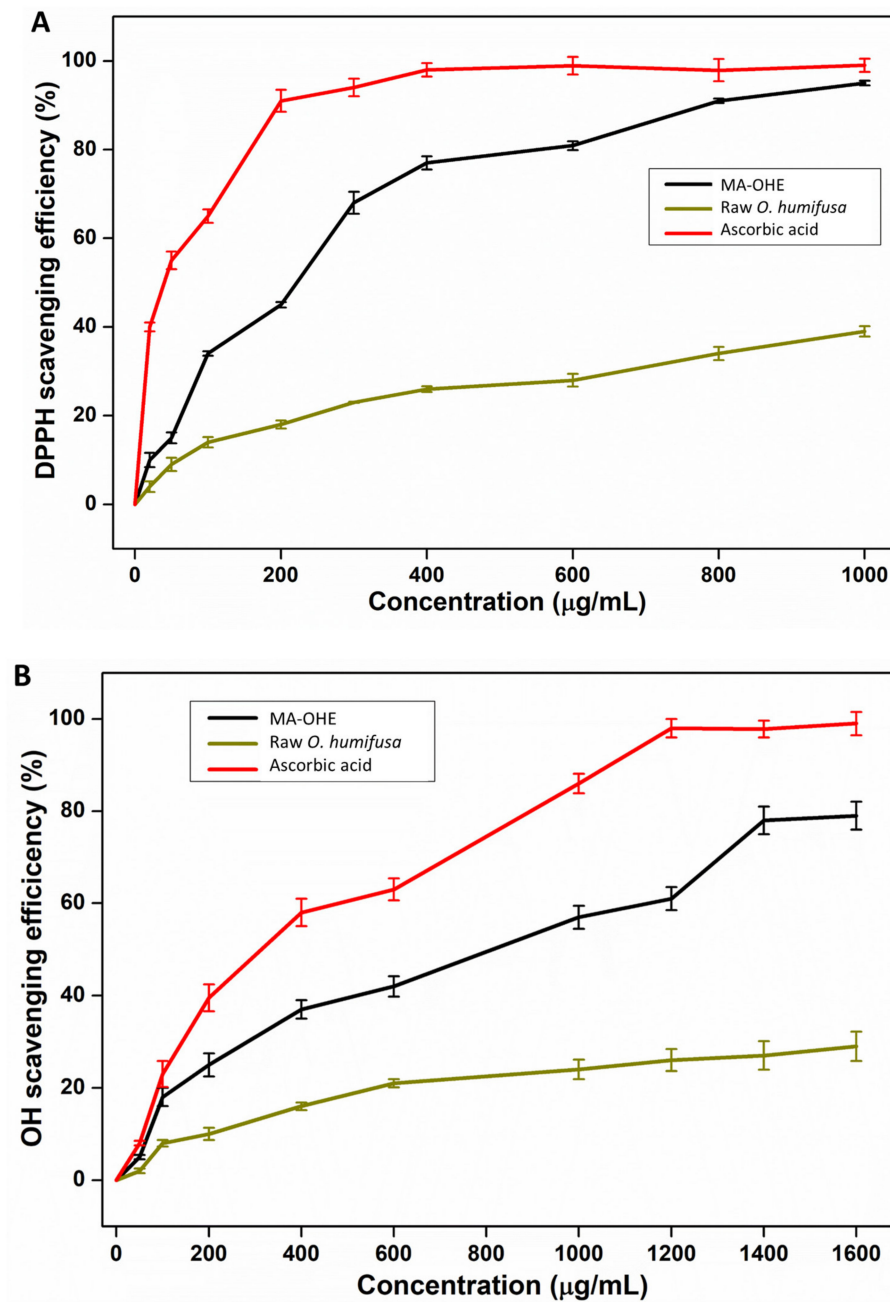 A
DPPH scavenging efficiency (%)
100
80
60
40
20
0
MA-OHE
Raw O. humifusa
Ascorbic acid
0 200 400 600 800 1000
Concentration (μg/mL)
B
OH scavenging efficicency (%)
100
80
60
40
20
0
MA-OHE
Raw O. humifusa
Ascorbic acid
0 200 400 600 800 1000 1200 1400 1600
Concentration (μg/mL)